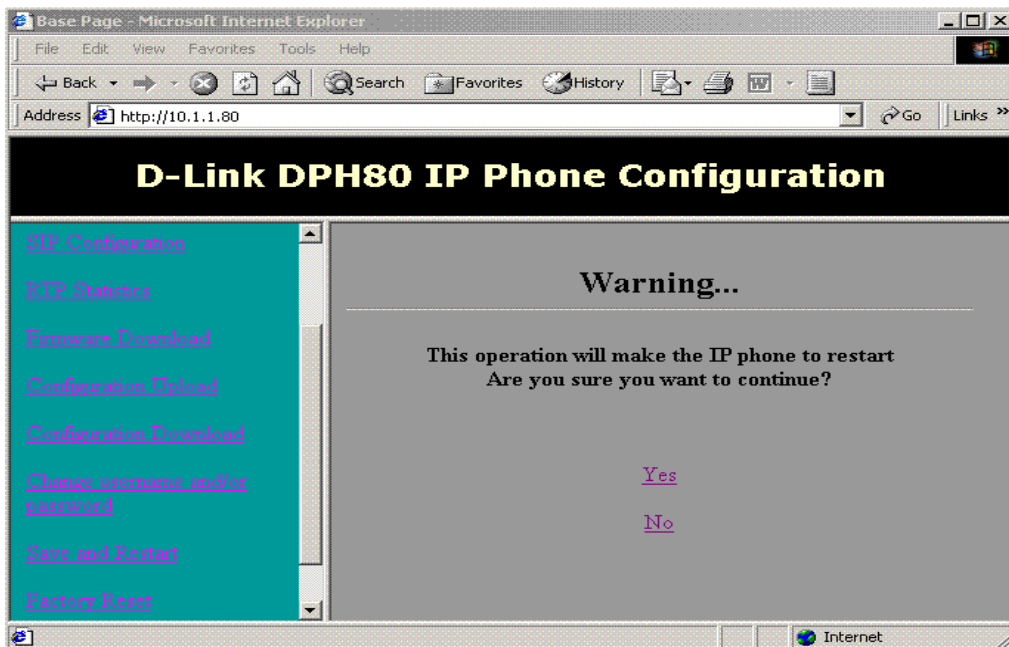 Base Page - Microsoft Internet Explorer
File Edit View Favorites Tools Help
Back Search Favorites History
Address http://10.1.1.80 Go Links »
D-Link DPH80 IP Phone Configuration
SIP Configuration
RTP Statistics
Firmware Download
Configuration Upload
Configuration Download
Change username and/or
password
Save and Restart
Factory Reset
Warning...
This operation will make the IP phone to restart
Are you sure you want to continue?
Yes
No
Internet